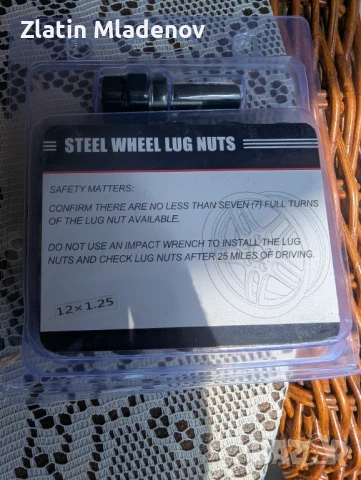 Zlatin Mladenov
STEEL WHEEL LUG NUTS
SAFETY MATTERS:
CONFIRM THERE ARE NO LESS THAN SEVEN (7) FULL TURNS
OF THE LUG NUT AVAILABLE.
DO NOT USE AN IMPACT WRENCH TO INSTALL THE LUG
NUTS AND CHECK LUG NUTS AFTER 25 MILES OF DRIVING.
12×1.25